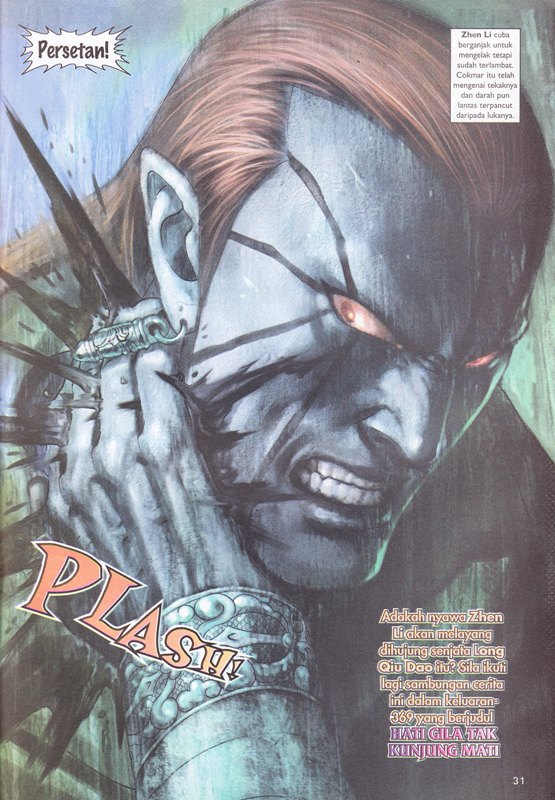 Persetan!
Zhen Li cuba
berganjak untuk
mengelak tetapi
sudah terlambat.
Cokmar itu telah
mengenai tekaknya
dan darah pun
lantas terpancut
daripada lukanya.
PLASH!
Adakah nyawa Zhen
Li akan melayang
dihujung senjata Long
Qiu Dao itu? Sila ikuti
lagi sambungan cerita
ini dalam keluaran-
369 yang berjudul
HATI GILA TAK
KUNJUNG MATI
31